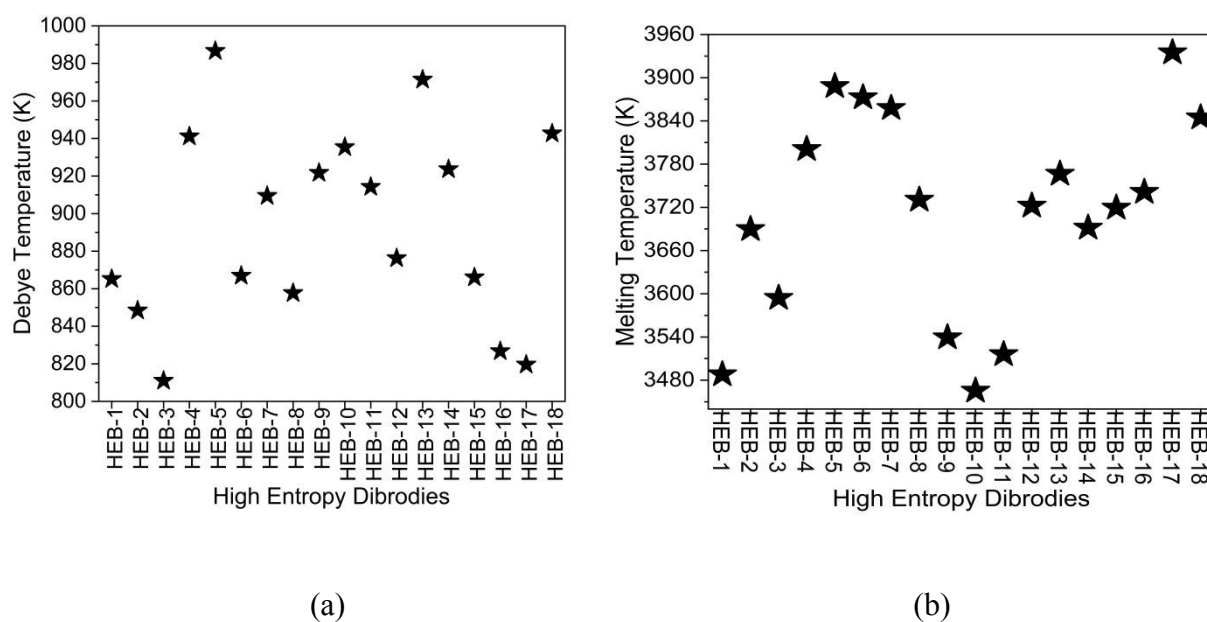 1000
980
960
940
920
900
880
860
840
820
800
Debye Temperature (K)
HEB-1
HEB-2
HEB-3
HEB-4
HEB-5
HEB-6
HEB-7
HEB-8
HEB-9
HEB-10
HEB-11
HEB-12
HEB-13
HEB-14
HEB-15
HEB-16
HEB-17
HEB-18
High Entropy Dibrodies
(a)
3960
3900
3840
3780
3720
3660
3600
3540
3480
Melting Temperature (K)
HEB-1
HEB-2
HEB-3
HEB-4
HEB-5
HEB-6
HEB-7
HEB-8
HEB-9
HEB-10
HEB-11
HEB-12
HEB-13
HEB-14
HEB-15
HEB-16
HEB-17
HEB-18
High Entropy Dibrodies
(b)